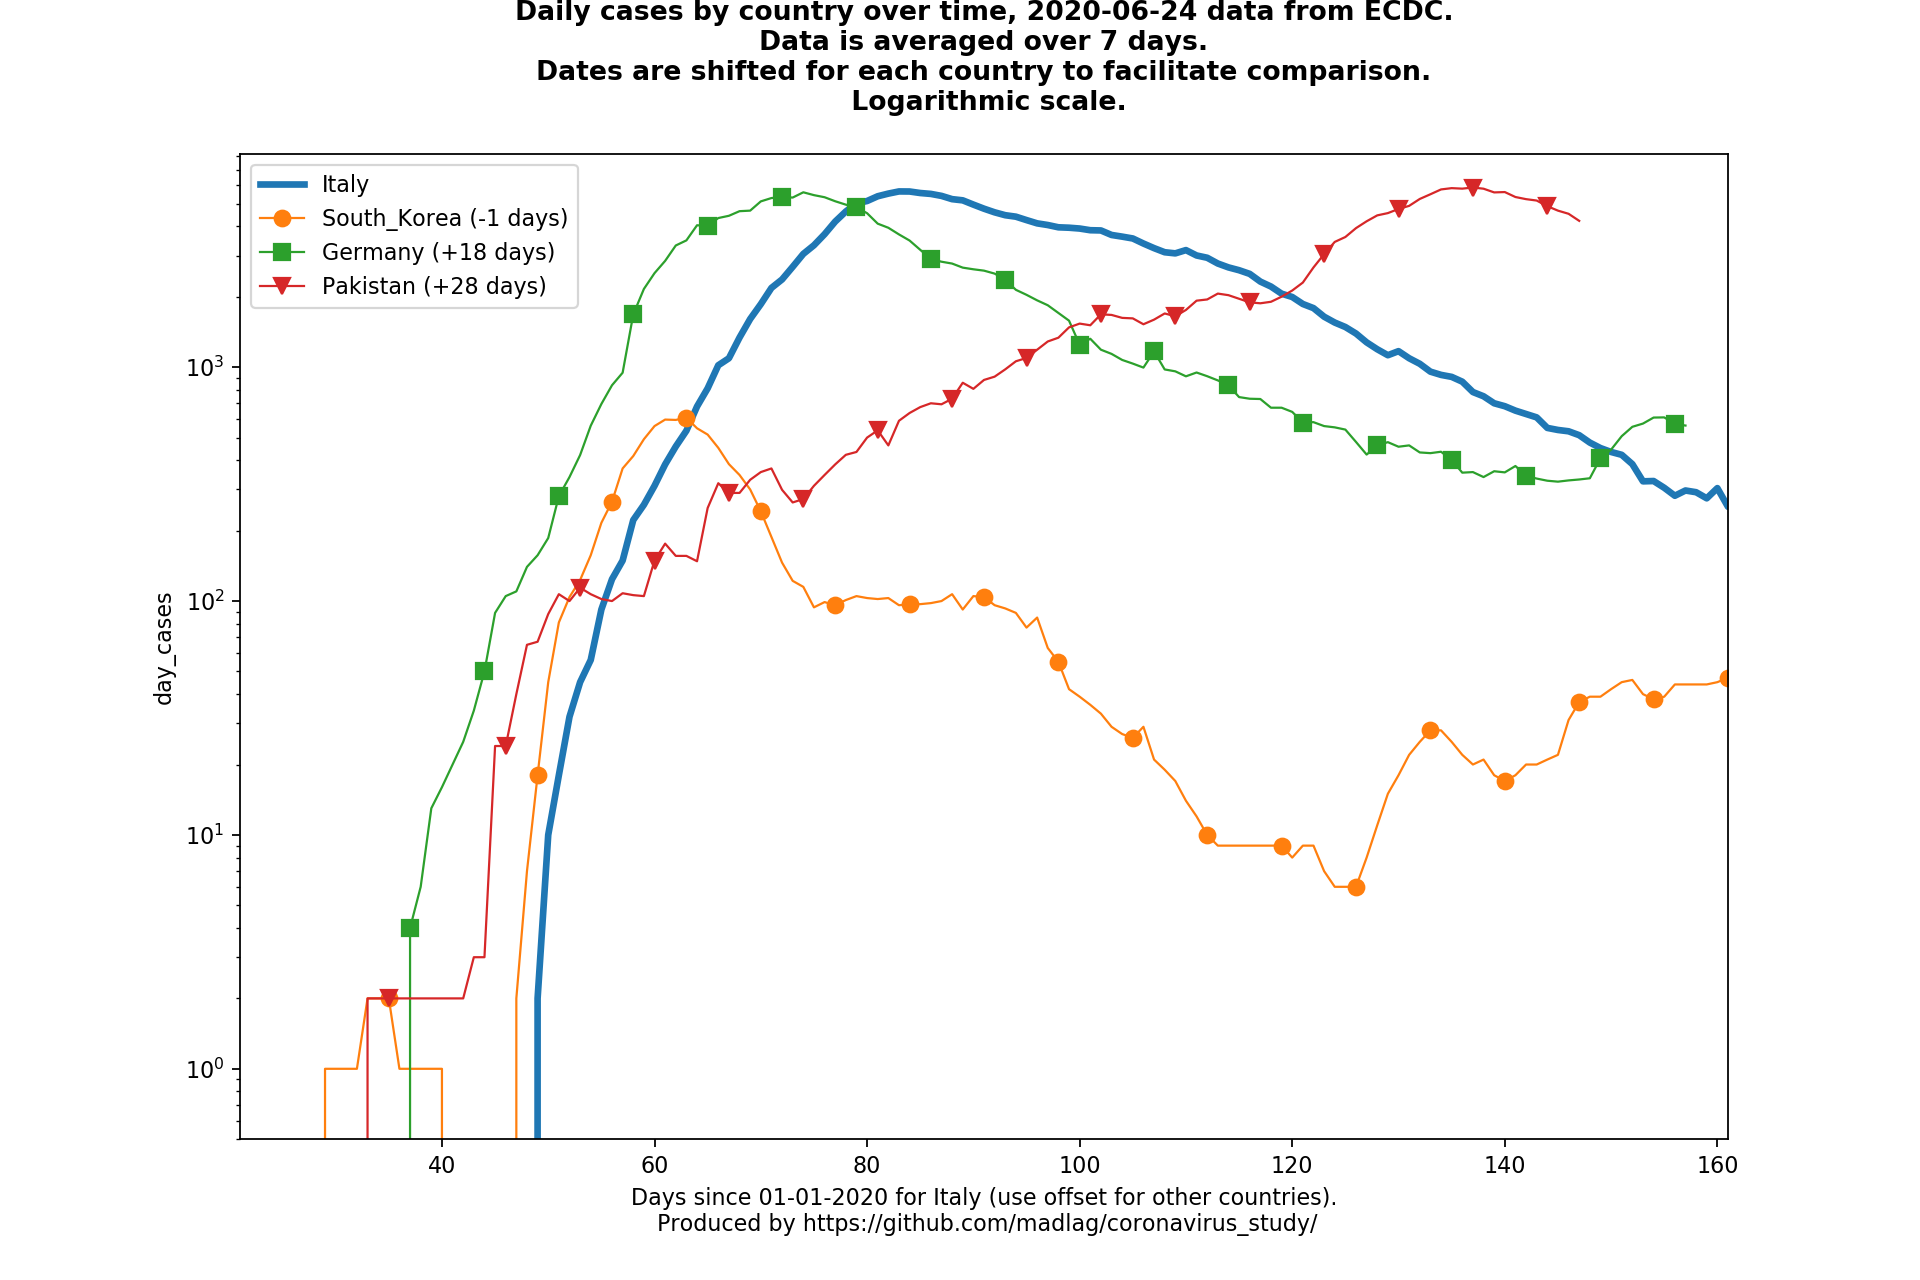 Daily cases by country over time, 2020-06-24 data from ECDC.
Data is averaged over 7 days.
Dates are shifted for each country to facilitate comparison.
Logarithmic scale.
Italy
South_Korea (-1 days)
Germany (+18 days)
Pakistan (+28 days)
10³
10²
10¹
10⁰
day_cases
40 60 80 100 120 140 160
Days since 01-01-2020 for Italy (use offset for other countries).
Produced by https://github.com/madlag/coronavirus_study/